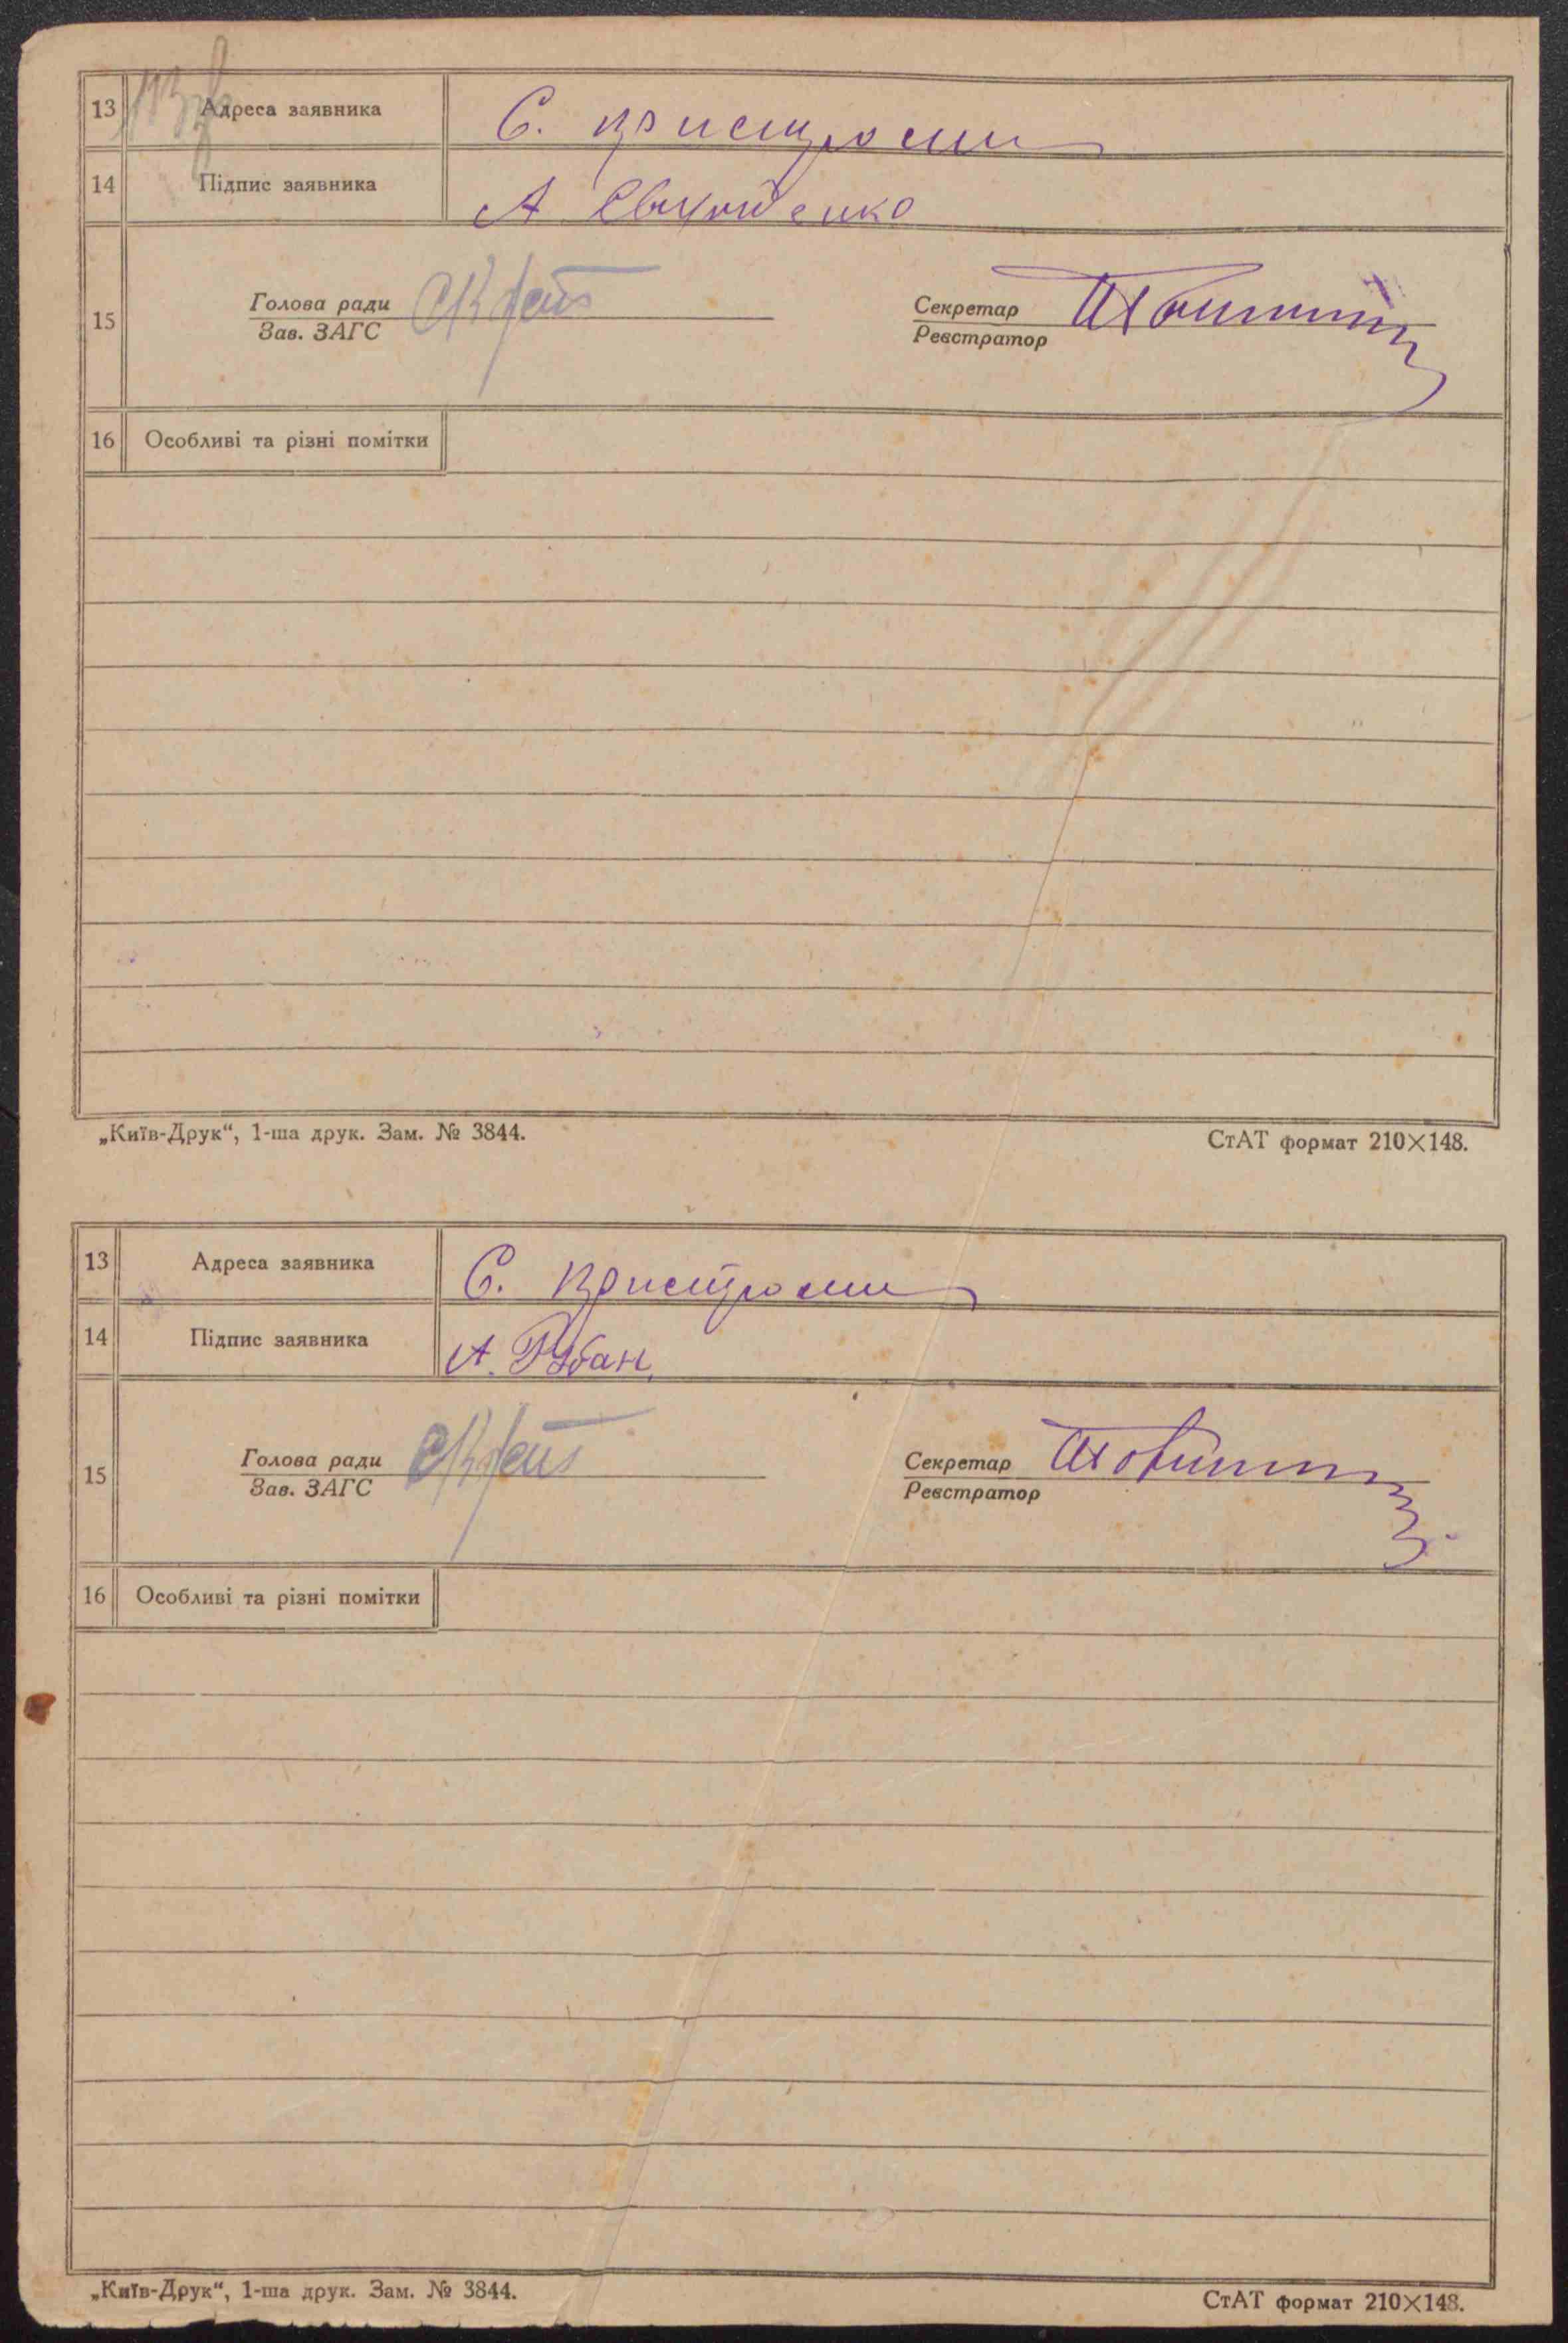 13 Адреса заявника С. Кристромин
14 Підпис заявника А
15 Голова ради Секретар
Зав. ЗАГС Реєстратор
16 Особливі та різні помітки
„Київ-Друк“, 1-ша друк. Зам. № 3844. СтАТ формат 210×148.
13 Адреса заявника С.
14 Підпис заявника А. Рубан.
15 Голова ради Секретар
Зав. ЗАГС Реєстратор
16 Особливі та різні помітки
„Київ-Друк“, 1-ша друк. Зам. № 3844. СтАТ формат 210×148.